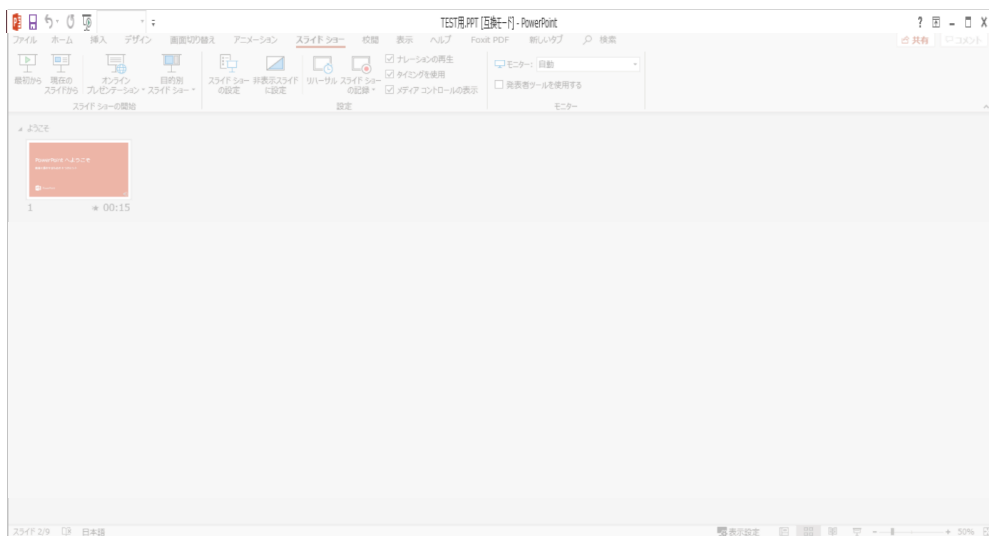 TEST用.PPT [互換モード] - PowerPoint
ファイル ホーム 挿入 デザイン 画面切り替え アニメーション スライド ショー 校閲 表示 ヘルプ Foxit PDF 新しいタブ 検索 共有 コメント
最初から 現在のスライドから オンライン プレゼンテーション 目的別 スライド ショー スライド ショーの設定 非表示スライドに設定 リハーサル スライド ショーの記録
ナレーションの再生
タイミングを使用
メディア コントロールの表示
モニター: 自動
発表者ツールを使用する
スライド ショーの開始 設定 モニター
ようこそ
PowerPoint へようこそ
1 00:15
スライド 2/9 日本語 表示設定 50%